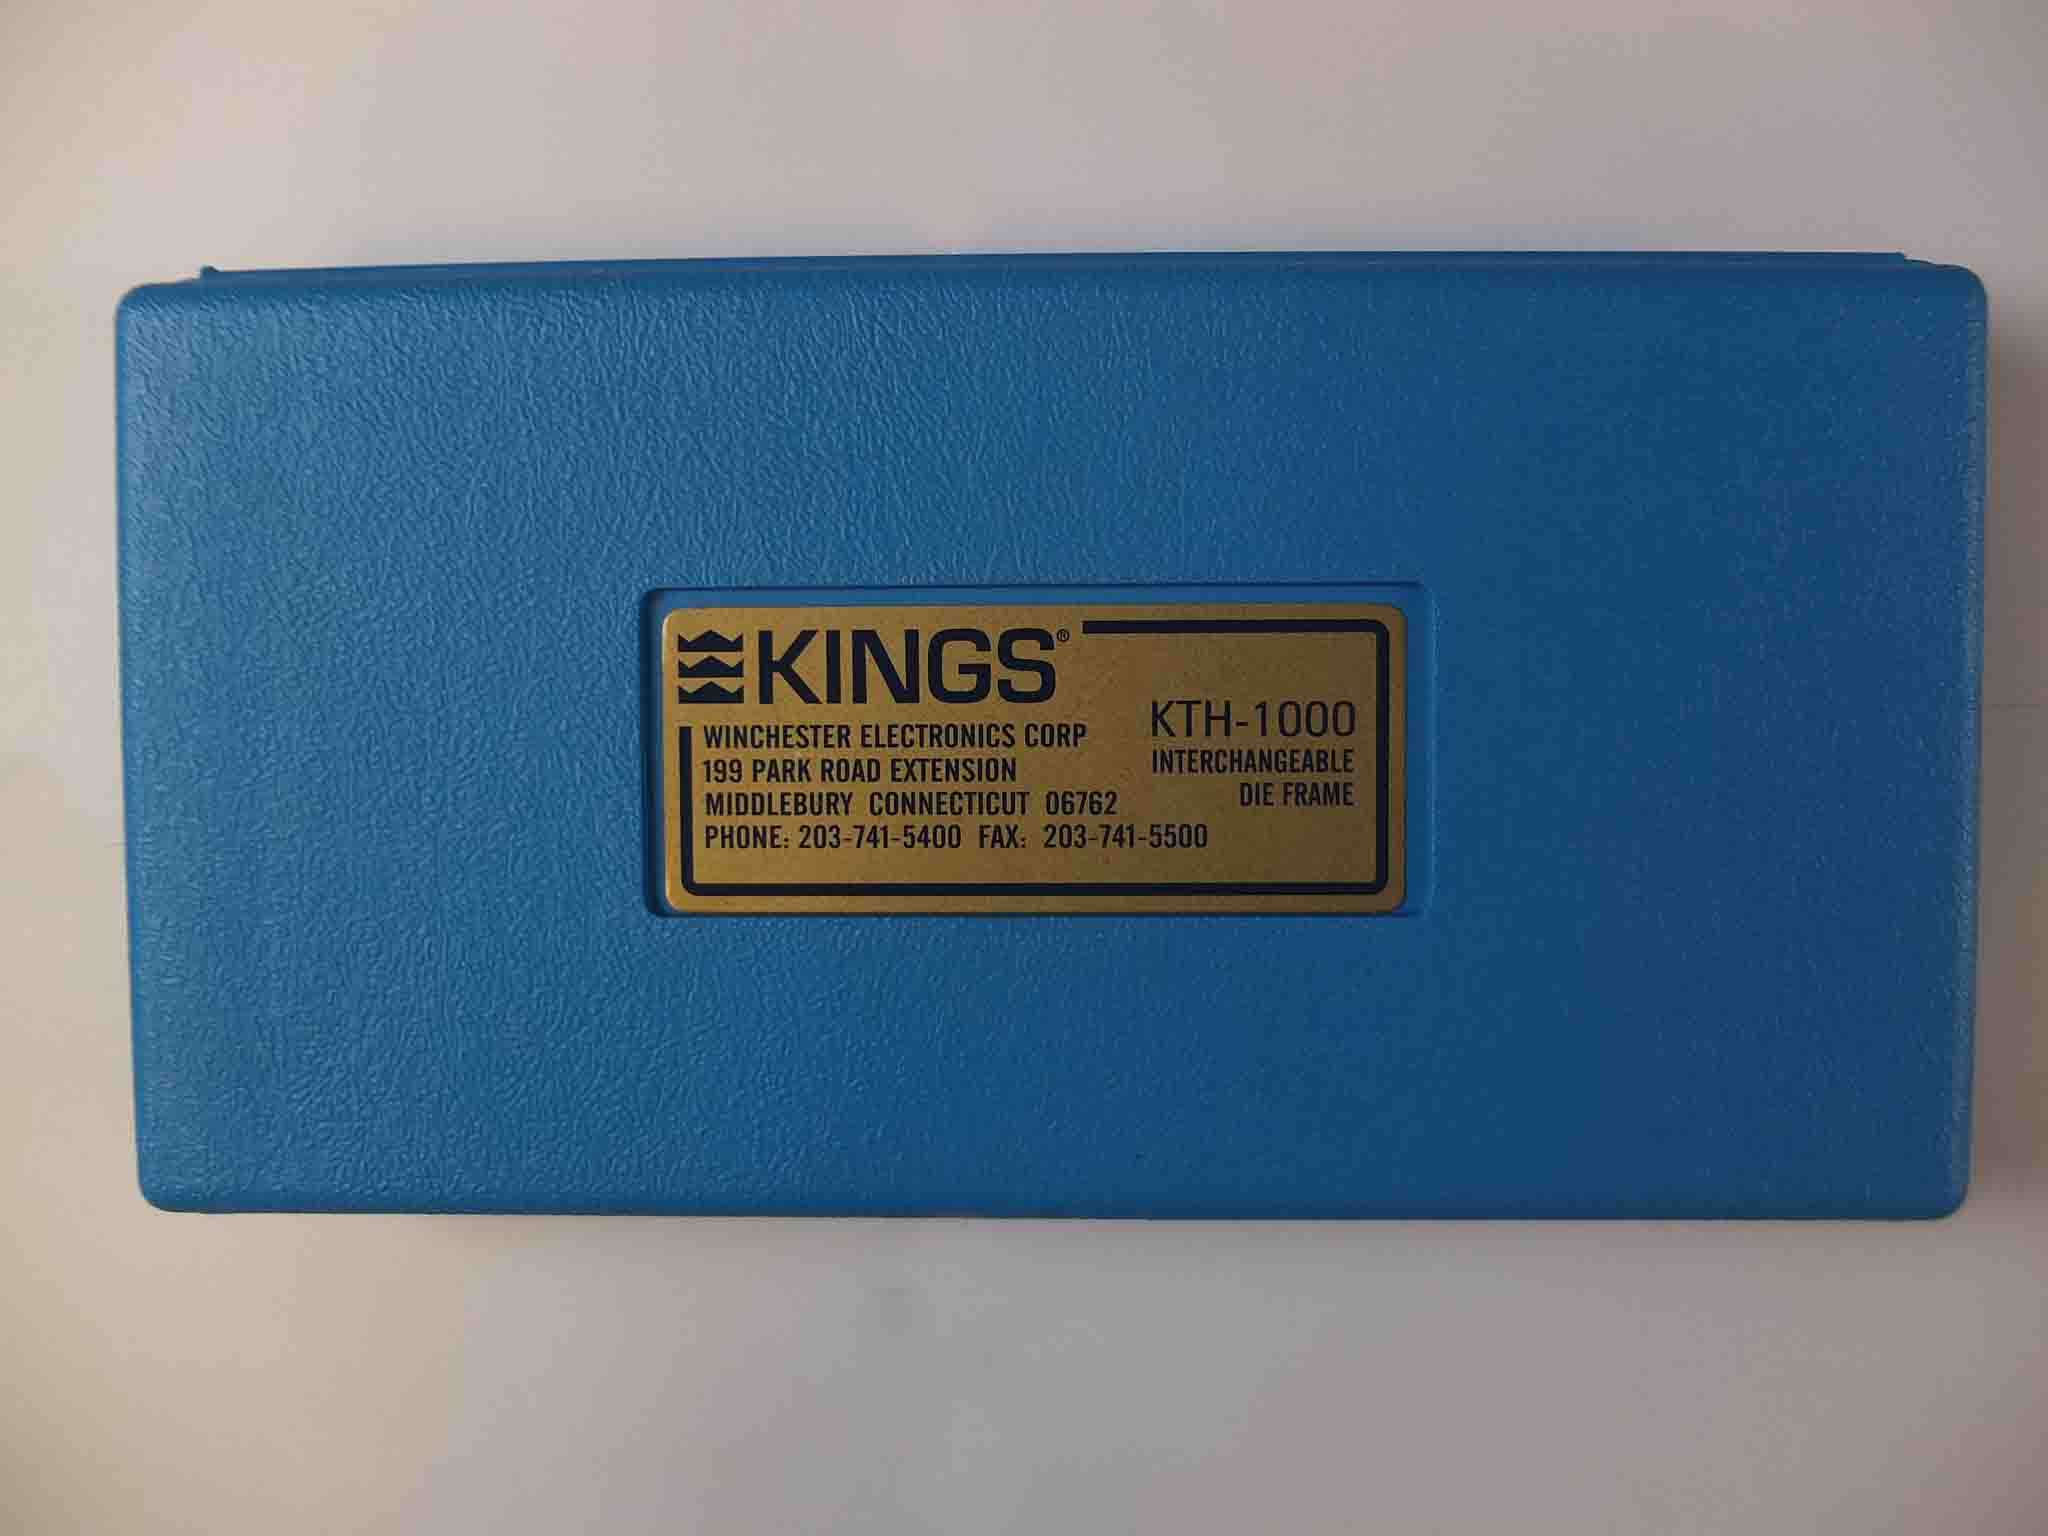 KINGS®
WINCHESTER ELECTRONICS CORP
199 PARK ROAD EXTENSION
MIDDLEBURY CONNECTICUT 06762
PHONE: 203-741-5400 FAX: 203-741-5500
KTH-1000
INTERCHANGEABLE
DIE FRAME